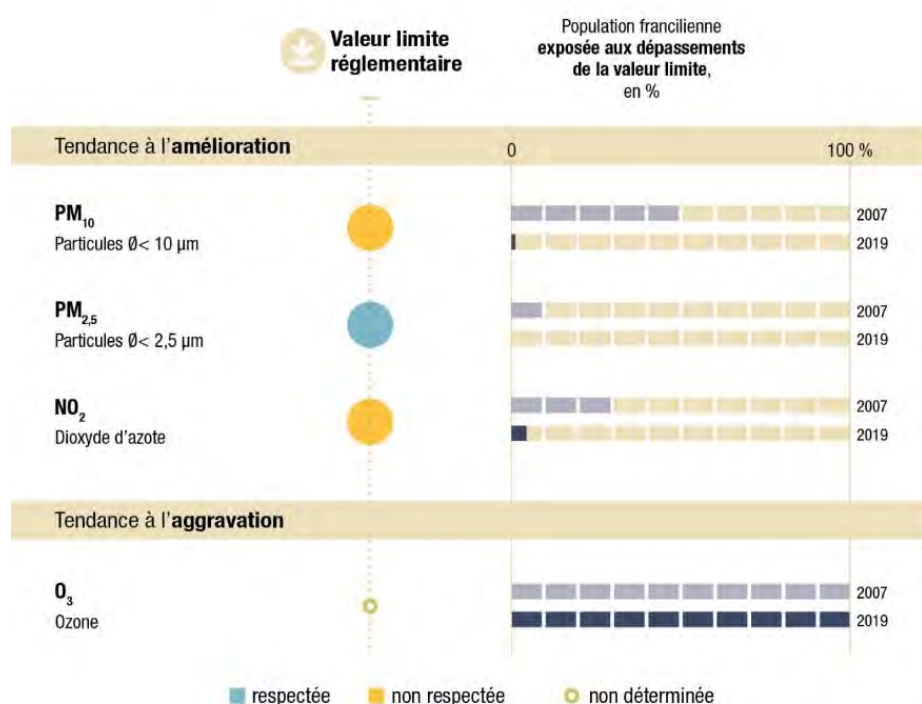 Valeur limite
réglementaire
Population francilienne
exposée aux dépassements
de la valeur limite,
en %
Tendance à l'amélioration
0
100 %
PM10
Particules Ø< 10 µm
2007
2019
PM2,5
Particules Ø< 2,5 µm
2007
2019
NO2
Dioxyde d'azote
2007
2019
Tendance à l'aggravation
O3
Ozone
2007
2019
respectée
non respectée
non déterminée